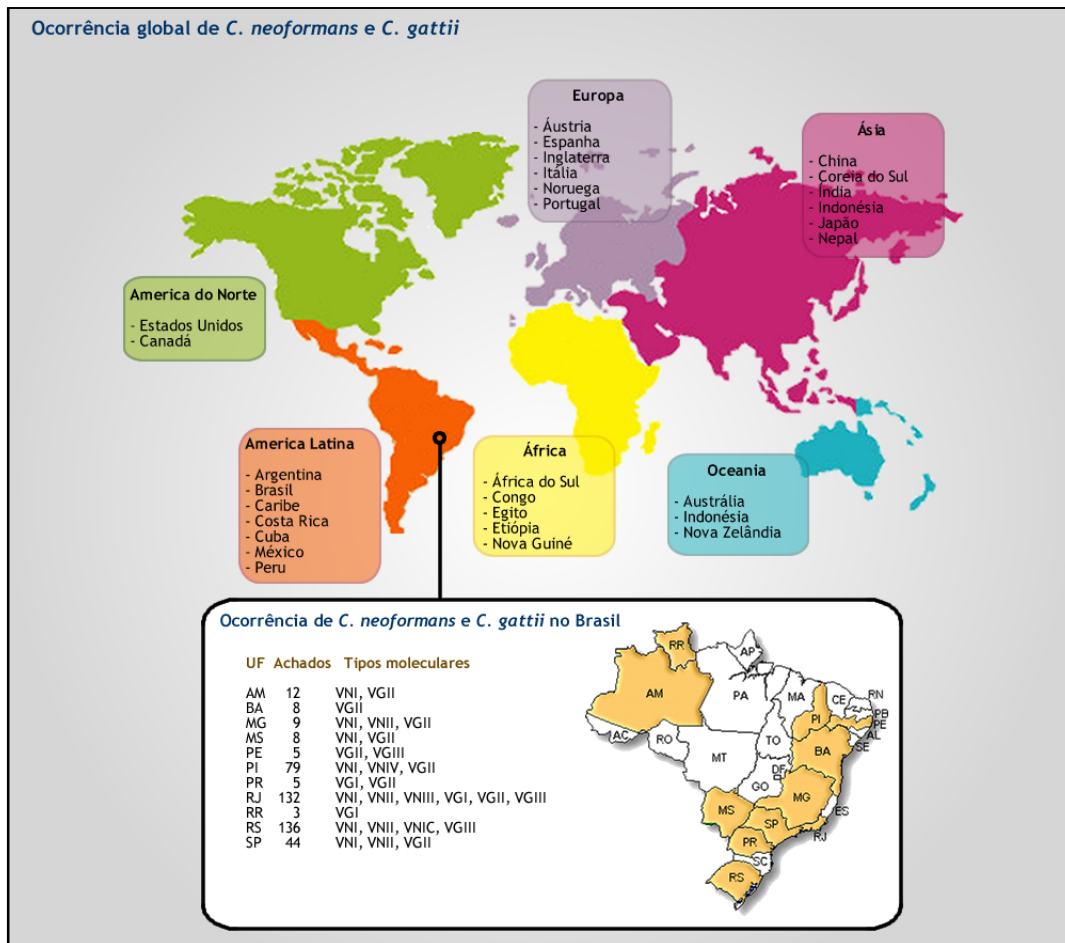 Ocorrência global de C. neoformans e C. gattii
Europa
- Áustria
- Espanha
- Inglaterra
- Itália
- Noruega
- Portugal
Ásia
- China
- Coreia do Sul
- Índia
- Indonésia
- Japão
- Nepal
America do Norte
- Estados Unidos
- Canadá
America Latina
- Argentina
- Brasil
- Caribe
- Costa Rica
- Cuba
- México
- Peru
África
- África do Sul
- Congo
- Egito
- Etiópia
- Nova Guiné
Oceania
- Austrália
- Indonésia
- Nova Zelândia
Ocorrência de C. neoformans e C. gattii no Brasil
UF Achados Tipos moleculares
AM 12 VNI, VGII
BA 8 VGII
MG 9 VNI, VNII, VGII
MS 8 VNI, VGII
PE 5 VGII, VGIII
PI 79 VNI, VNIV, VGII
PR 5 VGI, VGII
RJ 132 VNI, VNII, VNIII, VGI, VGII, VGIII
RR 3 VGI
RS 136 VNI, VNII, VNIC, VGIII
SP 44 VNI, VNII, VGII
RR
AP
AM
PA
MA
CE
RN
PB
PE
AL
SE
PI
AC
RO
TO
BA
MT
DF
GO
MG
ES
MS
SP
RJ
PR
SC
RS